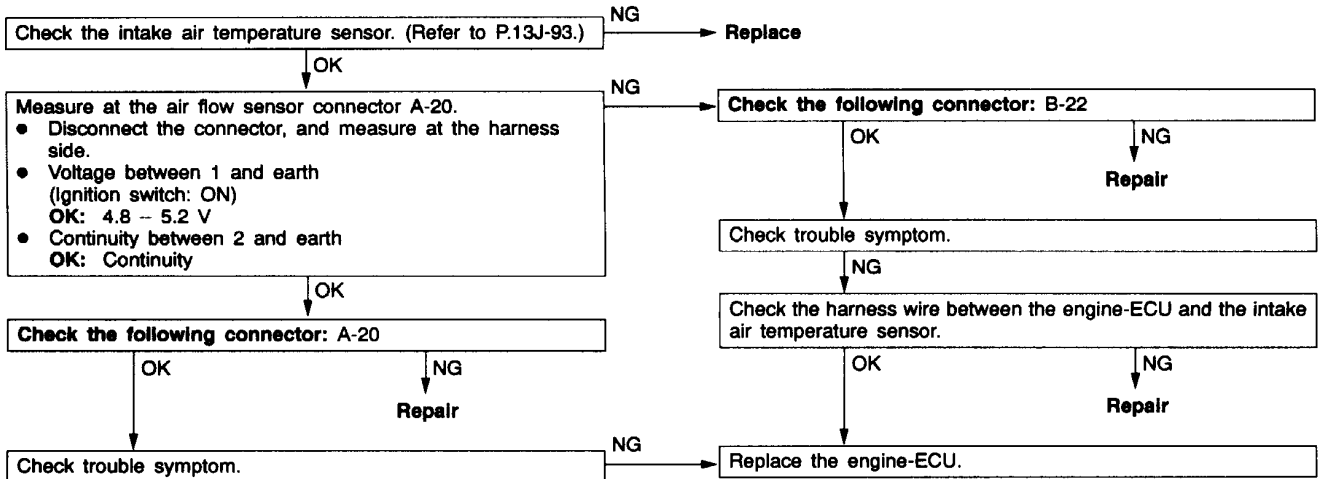 Check the intake air temperature sensor. (Refer to P.13J-93.)
NG
Replace
OK
Measure at the air flow sensor connector A-20.
● Disconnect the connector, and measure at the harness
side.
● Voltage between 1 and earth
(Ignition switch: ON)
OK: 4.8 – 5.2 V
● Continuity between 2 and earth
OK: Continuity
NG
OK
Check the following connector: A-20
OK
NG
Repair
Check trouble symptom.
NG
Check the following connector: B-22
OK
NG
Repair
Check trouble symptom.
NG
Check the harness wire between the engine-ECU and the intake
air temperature sensor.
OK
NG
Repair
Replace the engine-ECU.